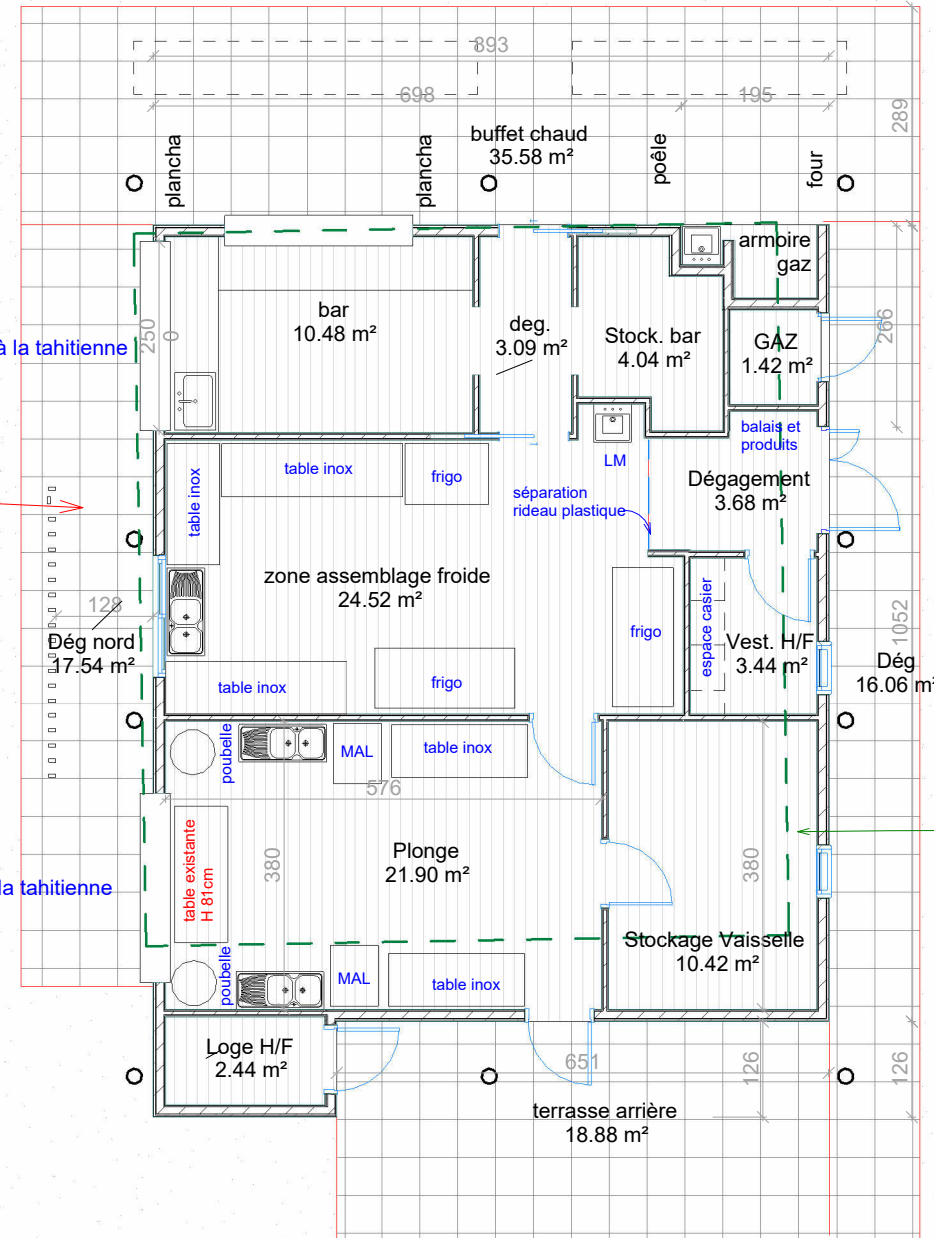 893
698
195
289
buffet chaud
35.58 m²
plancha
plancha
poêle
four
armoire
gaz
bar
10.48 m²
deg.
3.09 m²
Stock. bar
4.04 m²
GAZ
1.42 m²
266
250
0
à la tahitienne
balais et
produits
LM
table inox
table inox
frigo
séparation
rideau plastique
Dégagement
3.68 m²
zone assemblage froide
24.52 m²
128
Dég nord
17.54 m²
frigo
espace casier
Vest. H/F
3.44 m²
1052
Dég
16.06 m²
table inox
frigo
poubelle
MAL
table inox
576
380
380
Plonge
21.90 m²
table existante
H 81cm
la tahitienne
Stockage Vaisselle
10.42 m²
poubelle
MAL
table inox
Loge H/F
2.44 m²
651
126
126
terrasse arrière
18.88 m²